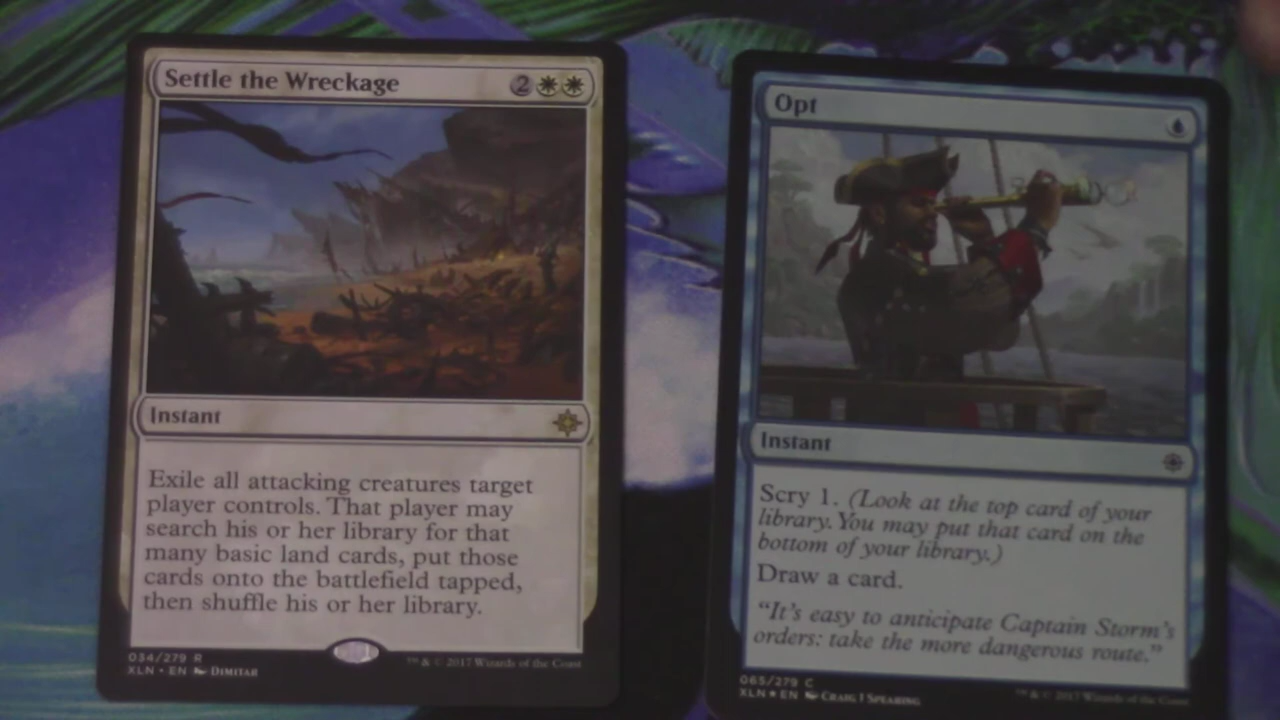 Settle the Wreckage 2
Instant
Exile all attacking creatures target
player controls. That player may
search his or her library for that
many basic land cards, put those
cards onto the battlefield tapped,
then shuffle his or her library.
034/279 R
XLN • EN DIMITAR
™ & © 2017 Wizards of the Coast
Opt
Instant
Scry 1. (Look at the top card of your
library. You may put that card on the
bottom of your library.)
Draw a card.
"It's easy to anticipate Captain Storm's
orders: take the more dangerous route."
065/279 C
XLN ★ EN CRAIG J SPEARING
™ & © 2017 Wizards of the Coast